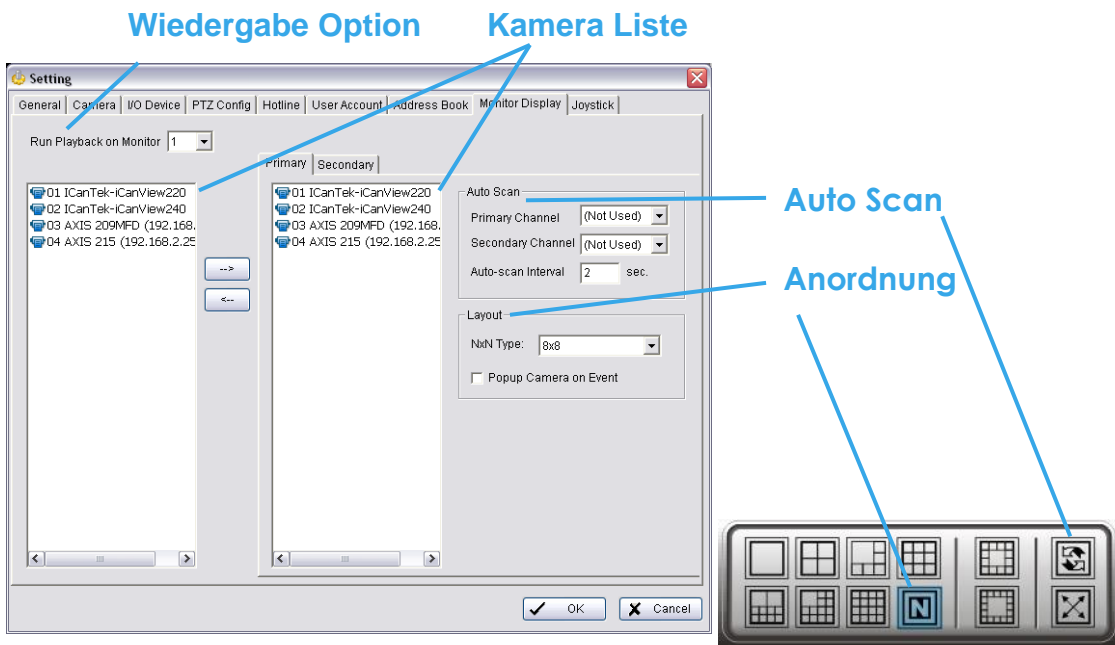 Wiedergabe Option
Kamera Liste
Setting
General
Camera
I/O Device
PTZ Config
Hotline
User Account
Address Book
Monitor Display
Joystick
Run Playback on Monitor 1
Primary
Secondary
01 ICanTek-iCanView220
02 ICanTek-iCanView240
03 AXIS 209MFD (192.168.
04 AXIS 215 (192.168.2.25
-->
<--
01 ICanTek-iCanView220
02 ICanTek-iCanView240
03 AXIS 209MFD (192.168.
04 AXIS 215 (192.168.2.25
Auto Scan
Primary Channel (Not Used)
Secondary Channel (Not Used)
Auto-scan Interval 2 sec.
Layout
NxN Type: 8x8
Popup Camera on Event
OK
Cancel
Auto Scan
Anordnung
N